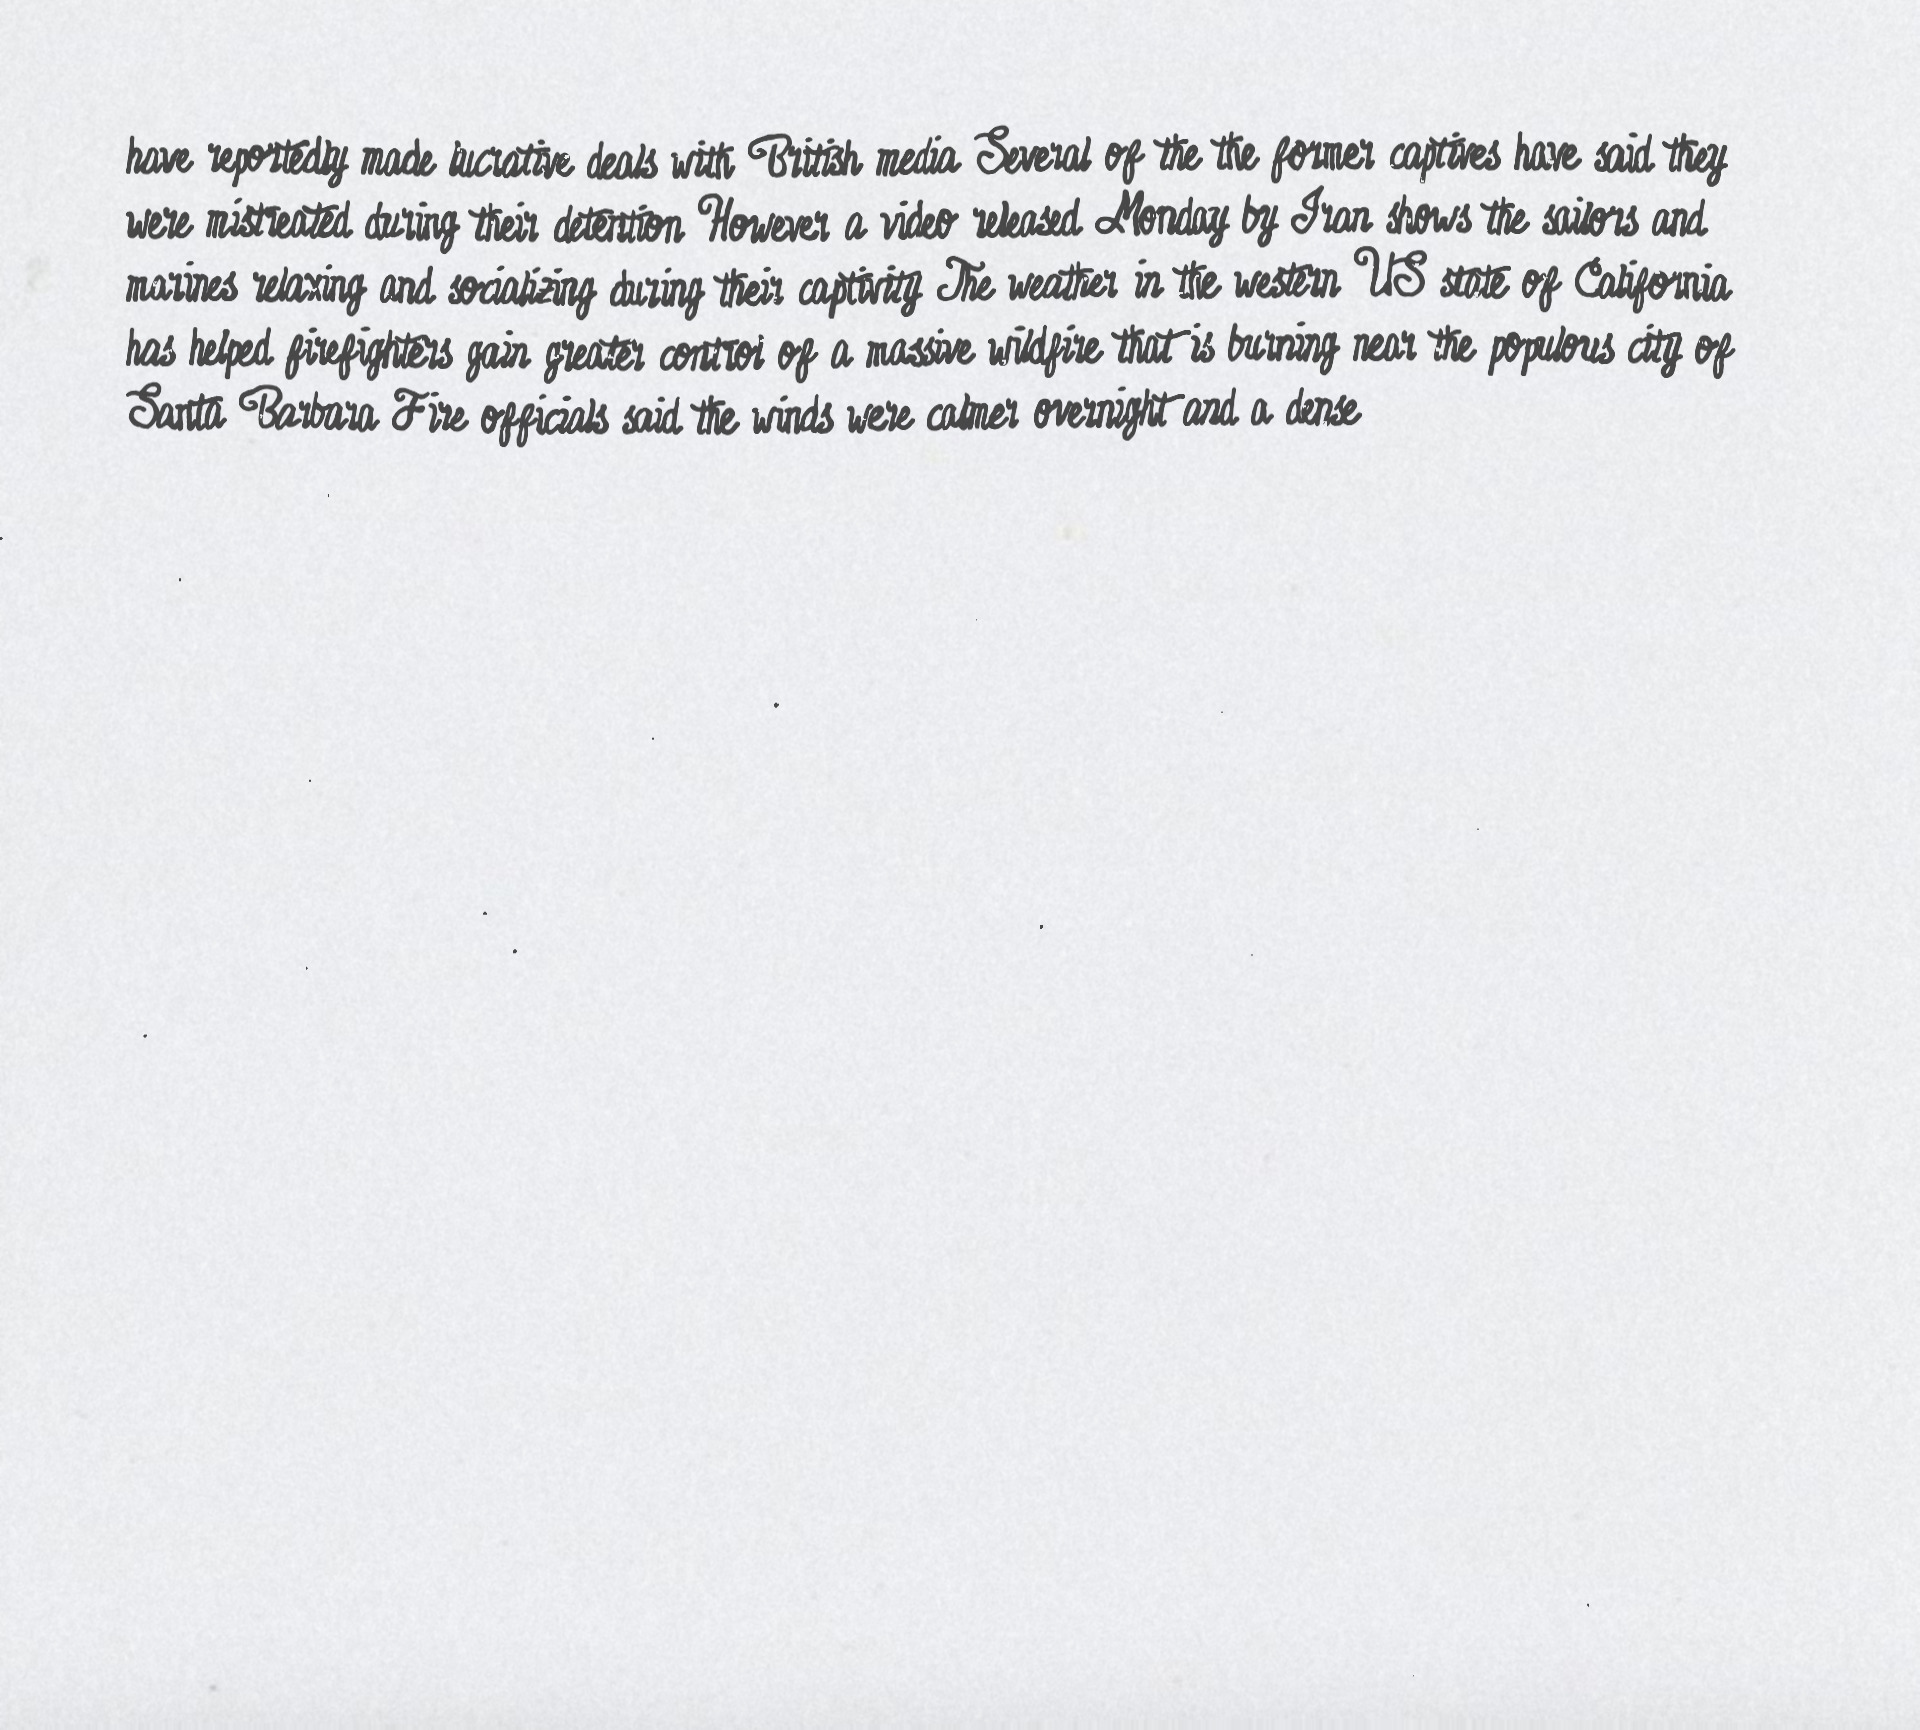 have reportedly made lucrative deals with British media Several of the the former captives have said they
were mistreated during their detention However a video released Monday by Iran shows the sailors and
marines relaxing and socializing during their captivity The weather in the western US state of California
has helped firefighters gain greater control of a massive wildfire that is burning near the populous city of
Santa Barbara Fire officials said the winds were calmer overnight and a dense